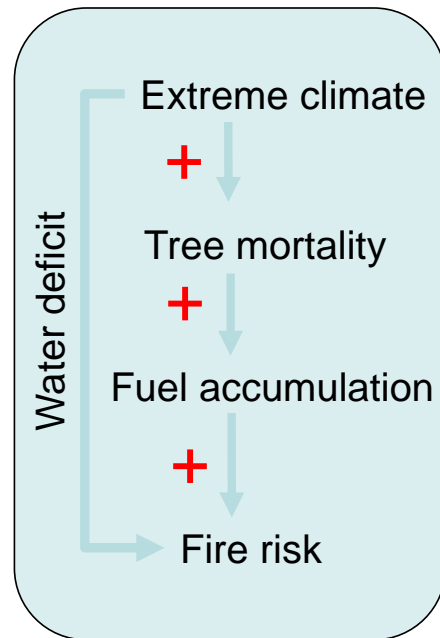 Extreme climate
+
Tree mortality
+
Fuel accumulation
+
Fire risk
Water deficit